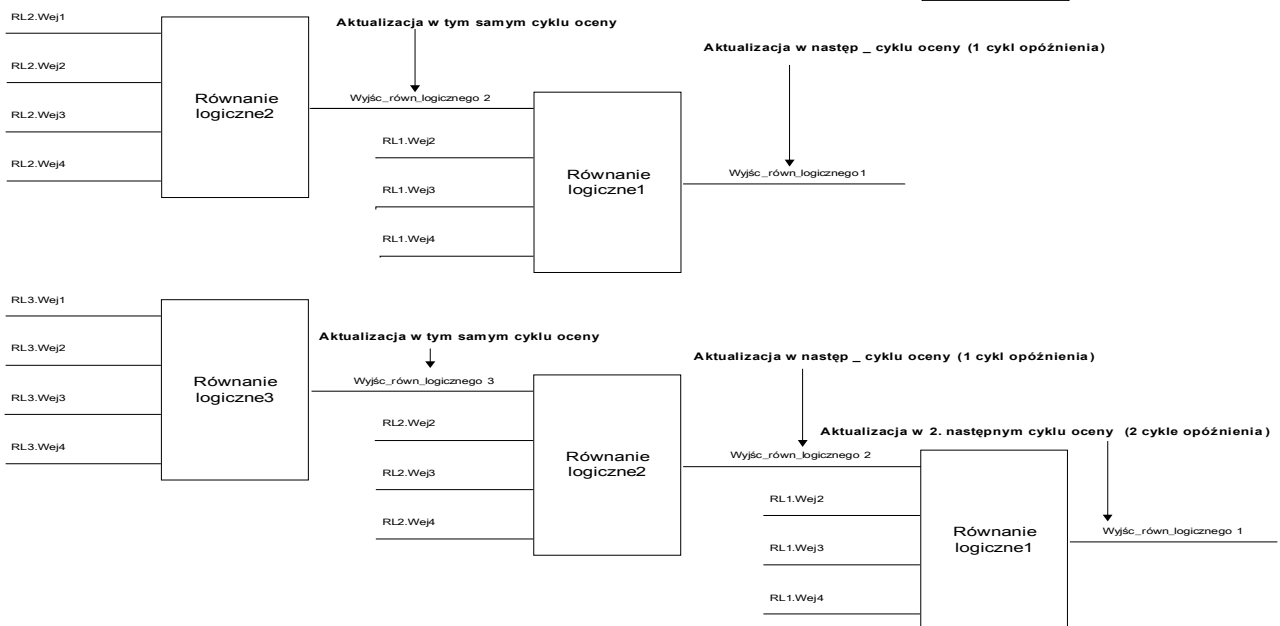 RL2.Wej1
Aktualizacja w tym samym cyklu oceny
Aktualizacja w następ _ cyklu oceny (1 cykl opóźnienia)
RL2.Wej2
Równanie
logiczne2
Wyjśc_równ_logicznego 2
RL2.Wej3
RL1.Wej2
RL2.Wej4
Równanie
logiczne1
Wyjśc_równ_logicznego 1
RL1.Wej3
RL1.Wej4
RL3.Wej1
Aktualizacja w tym samym cyklu oceny
RL3.Wej2
Aktualizacja w następ _ cyklu oceny (1 cykl opóźnienia)
Równanie
logiczne3
Wyjśc_równ_logicznego 3
RL3.Wej3
RL2.Wej2
Aktualizacja w 2. następnym cyklu oceny (2 cykle opóźnienia)
RL3.Wej4
Równanie
logiczne2
Wyjśc_równ_logicznego 2
RL2.Wej3
RL1.Wej2
RL2.Wej4
Równanie
logiczne1
Wyjśc_równ_logicznego 1
RL1.Wej3
RL1.Wej4